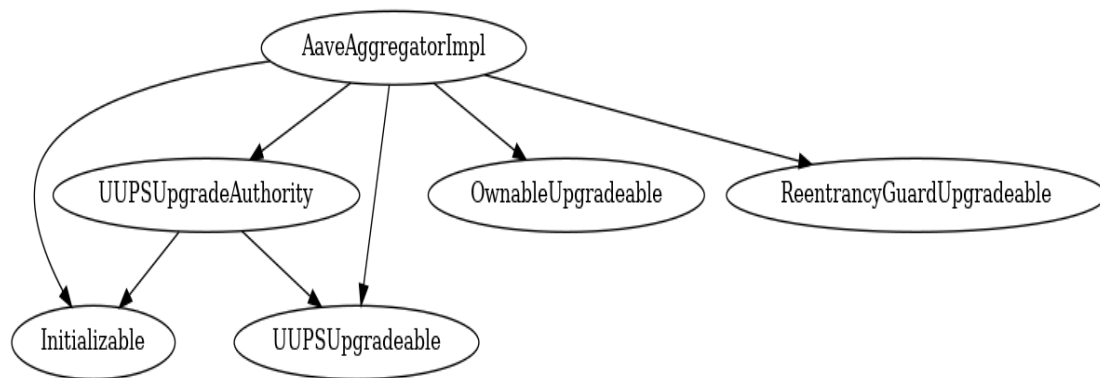 AaveAggregatorImpl
UUPSUpgradeAuthority
OwnableUpgradeable
ReentrancyGuardUpgradeable
Initializable
UUPSUpgradeable